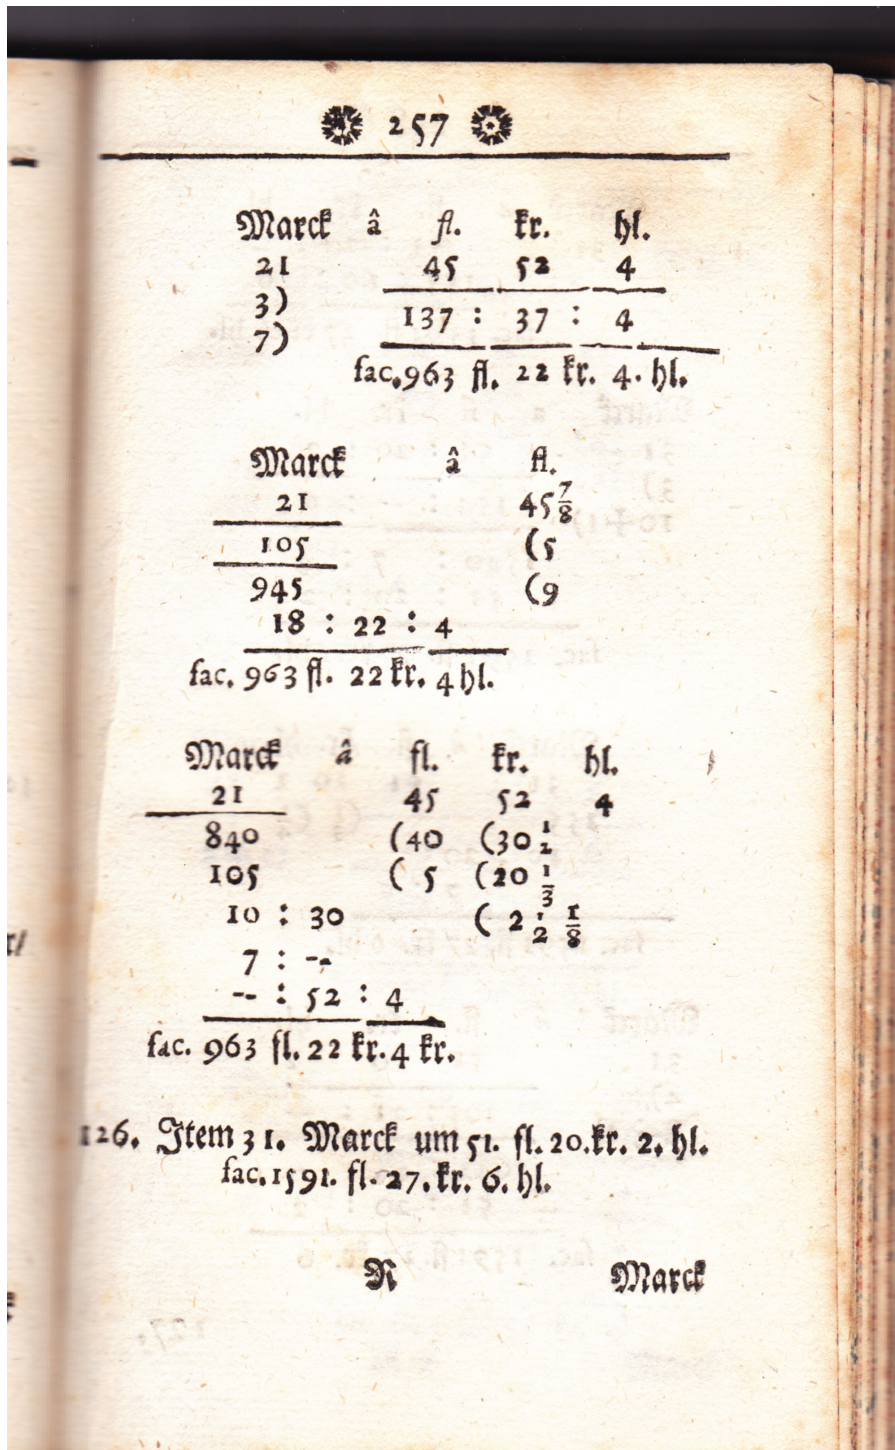 257
Marck â fl. kr. hl.
21 45 52 4
3)
137 : 37 : 4
7)
fac. 963 fl. 22 kr. 4. hl.
Marck â fl.
21 45 7/8
105 (5
945 (9
18 : 22 : 4
fac. 963 fl. 22 kr. 4 hl.
Marck â fl. kr. hl.
21 45 52 4
840 (40 (30 1/2
105 ( 5 (20 1/3
10 : 30 ( 2 1/2 1/8
7 : --
-- : 52 : 4
fac. 963 fl. 22 kr. 4 kr.
126. Item 31. Marck um 51. fl. 20. kr. 2. hl.
fac. 1591. fl. 27. kr. 6. hl.
R Marck